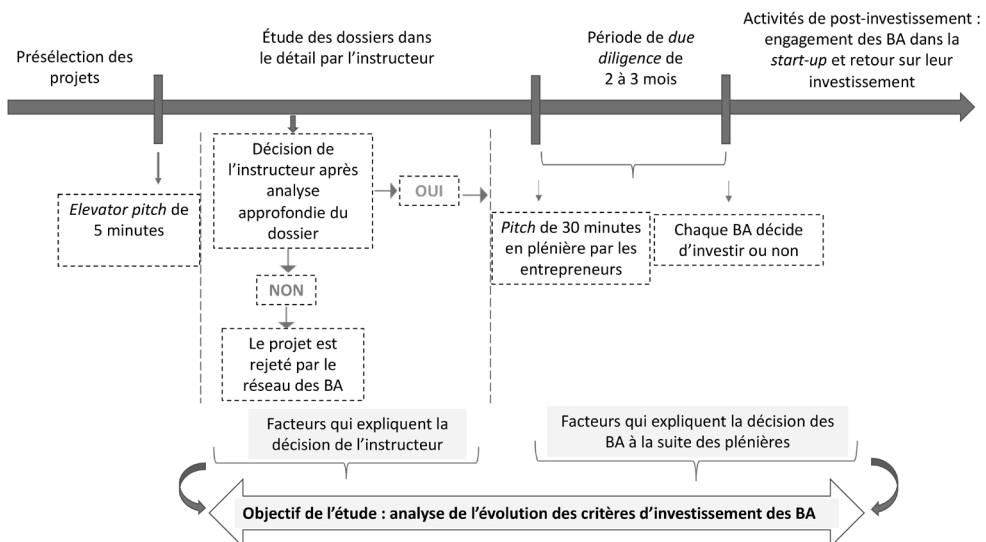 Présélection des
projets
Étude des dossiers dans
le détail par l’instructeur
Période de due
diligence de
2 à 3 mois
Activités de post-investissement :
engagement des BA dans la
start-up et retour sur leur
investissement
Elevator pitch de
5 minutes
Décision de
l’instructeur après
analyse
approfondie du
dossier
OUI
NON
Le projet est
rejeté par le
réseau des BA
Pitch de 30 minutes
en plénière par les
entrepreneurs
Chaque BA décide
d’investir ou non
Facteurs qui expliquent la
décision de l’instructeur
Facteurs qui expliquent la décision des
BA à la suite des plénières
Objectif de l’étude : analyse de l’évolution des critères d’investissement des BA